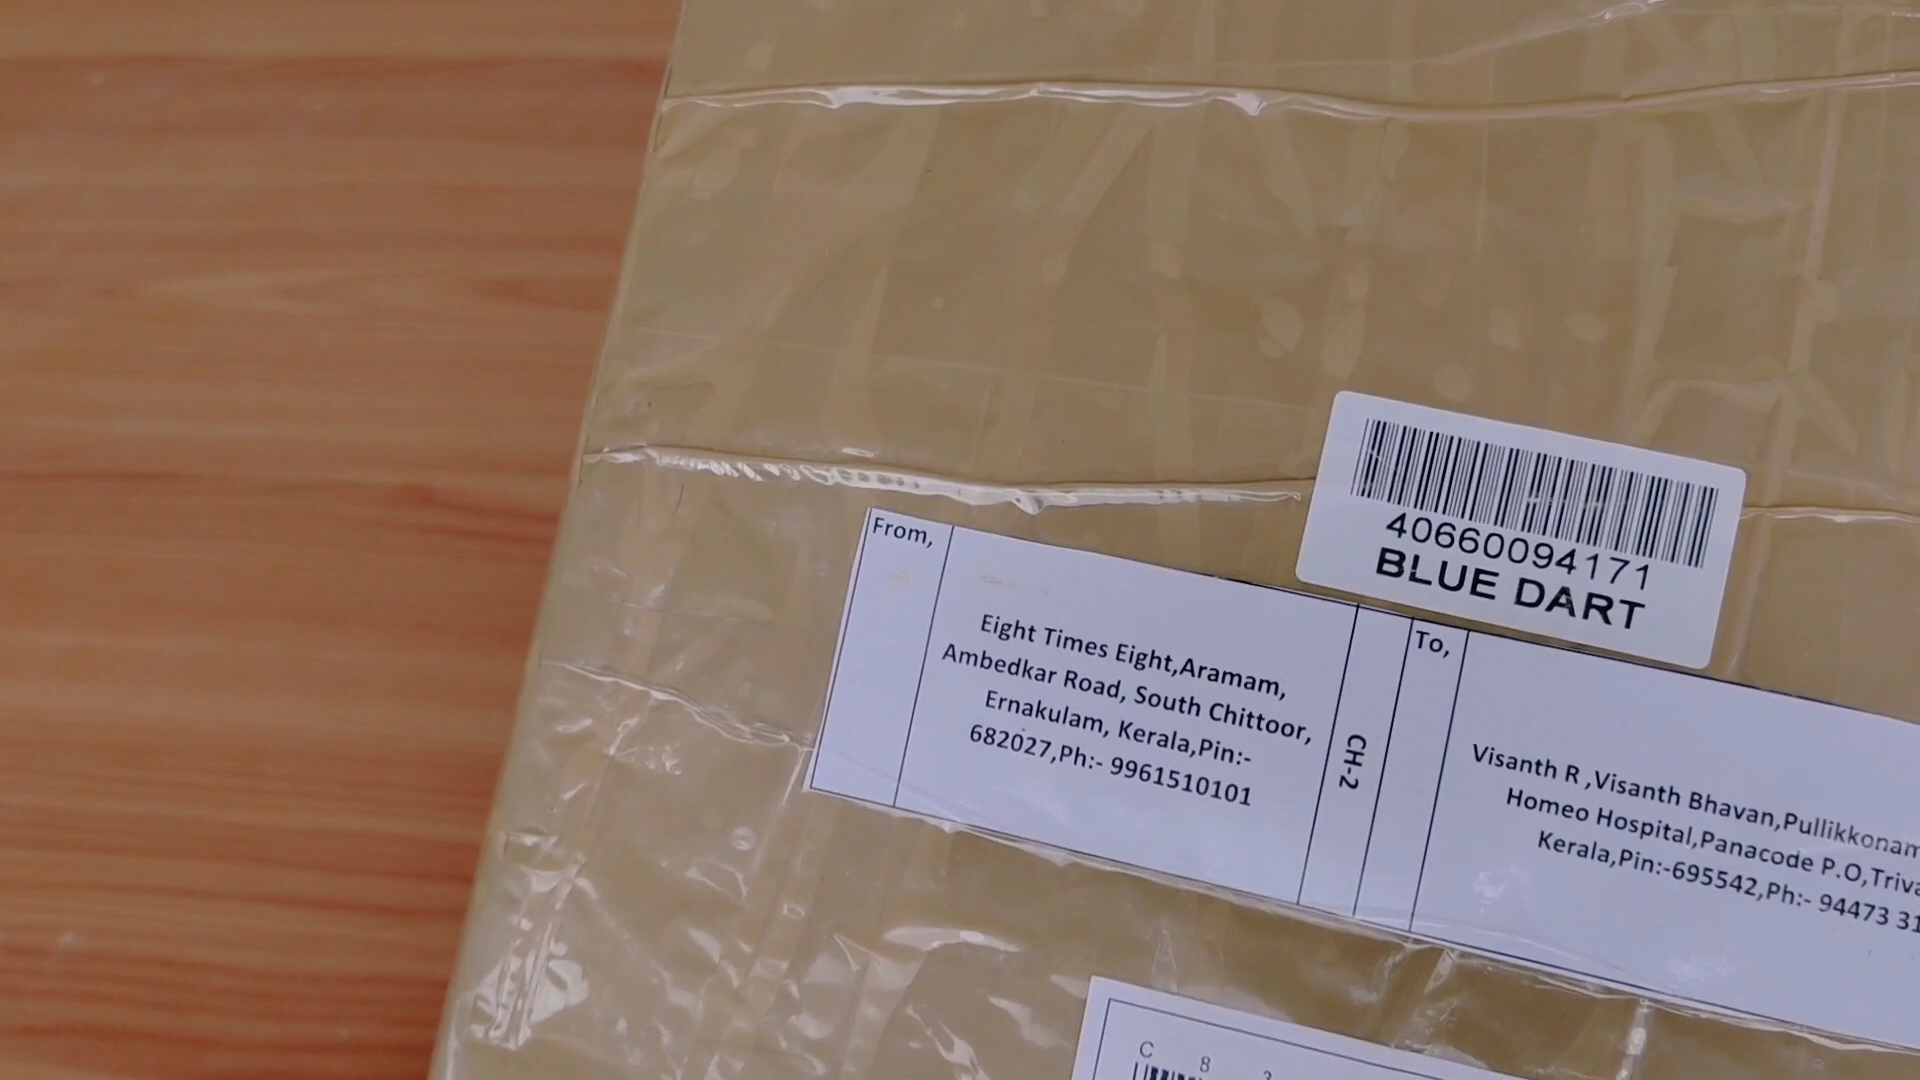 40660094171
BLUE DART
From,
Eight Times Eight,Aramam,
Ambedkar Road, South Chittoor,
Ernakulam, Kerala,Pin:-
682027,Ph:- 9961510101
CH-2
To,
Visanth R ,Visanth Bhavan,Pullikkonam
Homeo Hospital,Panacode P.O,Triva
Kerala,Pin:-695542,Ph:- 94473 31
C 8 3